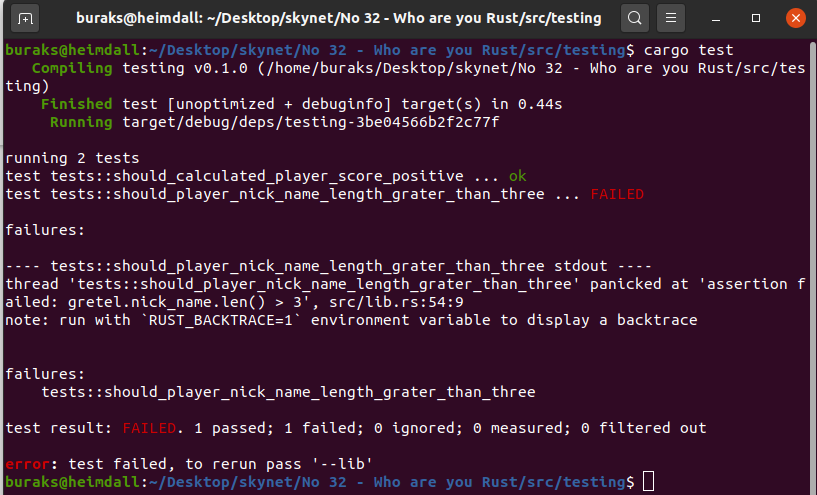 buraks@heimdall: ~/Desktop/skynet/No 32 - Who are you Rust/src/testing
buraks@heimdall:~/Desktop/skynet/No 32 - Who are you Rust/src/testing$ cargo test
Compiling testing v0.1.0 (/home/buraks/Desktop/skynet/No 32 - Who are you Rust/src/tes
ting)
Finished test [unoptimized + debuginfo] target(s) in 0.44s
Running target/debug/deps/testing-3be04566b2f2c77f
running 2 tests
test tests::should_calculated_player_score_positive ... ok
test tests::should_player_nick_name_length_grater_than_three ... FAILED
failures:
---- tests::should_player_nick_name_length_grater_than_three stdout ----
thread 'tests::should_player_nick_name_length_grater_than_three' panicked at 'assertion f
ailed: gretel.nick_name.len() > 3', src/lib.rs:54:9
note: run with `RUST_BACKTRACE=1` environment variable to display a backtrace
failures:
tests::should_player_nick_name_length_grater_than_three
test result: FAILED. 1 passed; 1 failed; 0 ignored; 0 measured; 0 filtered out
error: test failed, to rerun pass '--lib'
buraks@heimdall:~/Desktop/skynet/No 32 - Who are you Rust/src/testing$